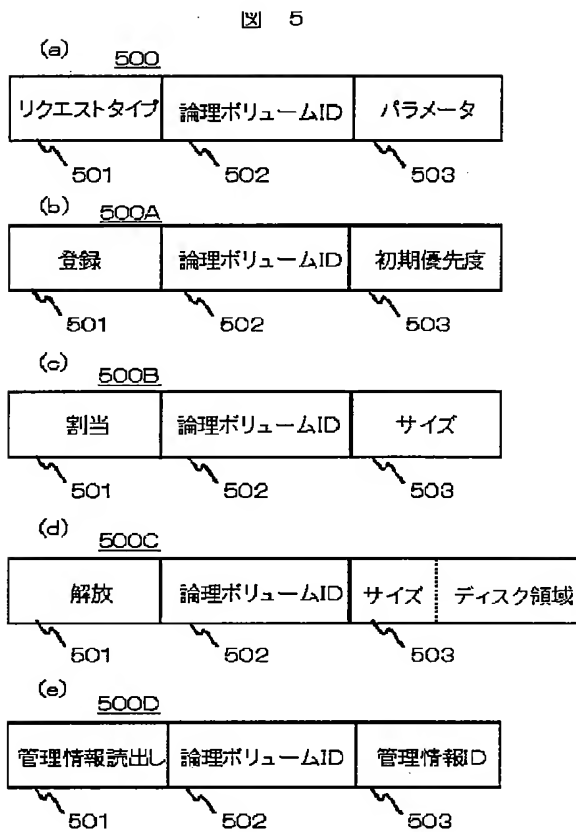 図 5
(a) 500
リクエストタイプ 論理ボリュームID パラメータ
501 502 503
(b) 500A
登録 論理ボリュームID 初期優先度
501 502 503
(c) 500B
割当 論理ボリュームID サイズ
501 502 503
(d) 500C
解放 論理ボリュームID サイズ ディスク領域
501 502 503
(e) 500D
管理情報読出し 論理ボリュームID 管理情報ID
501 502 503